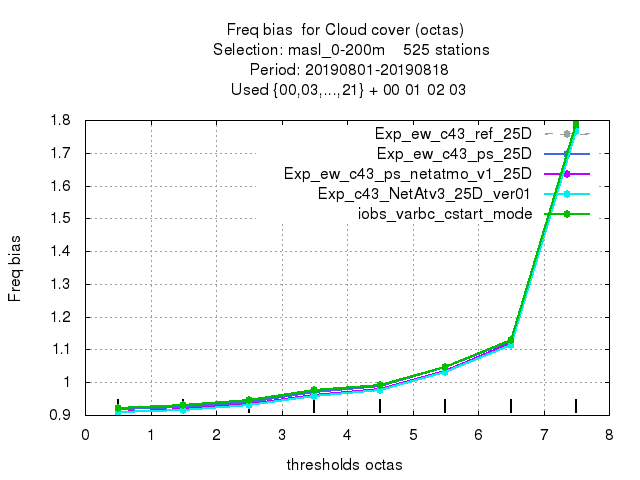 Freq bias  for Cloud cover (octas)
Selection: masl_0-200m    525 stations
Period: 20190801-20190818
Used {00,03,...,21} + 00 01 02 03
Exp_ew_c43_ref_25D
Exp_ew_c43_ps_25D
Exp_ew_c43_ps_netatmo_v1_25D
Exp_c43_NetAtv3_25D_ver01
iobs_varbc_cstart_mode
Freq bias
1.8
1.7
1.6
1.5
1.4
1.3
1.2
1.1
1
0.9
0 1 2 3 4 5 6 7 8
thresholds octas